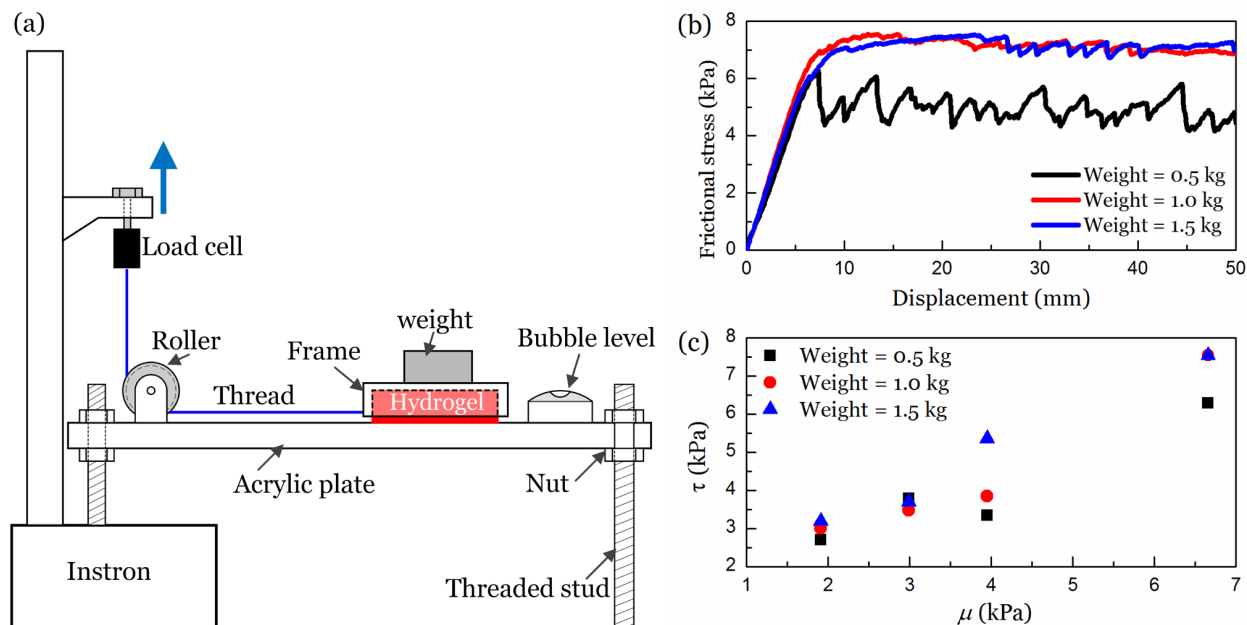 (a)
Load cell
Roller
Frame
weight
Bubble level
Thread
Hydrogel
Acrylic plate
Nut
Instron
Threaded stud
(b)
8
6
4
2
0
Frictional stress (kPa)
Weight = 0.5 kg
Weight = 1.0 kg
Weight = 1.5 kg
0 10 20 30 40 50
Displacement (mm)
(c)
8
7
6
5
4
3
2
τ (kPa)
Weight = 0.5 kg
Weight = 1.0 kg
Weight = 1.5 kg
1 2 3 4 5 6 7
μ (kPa)